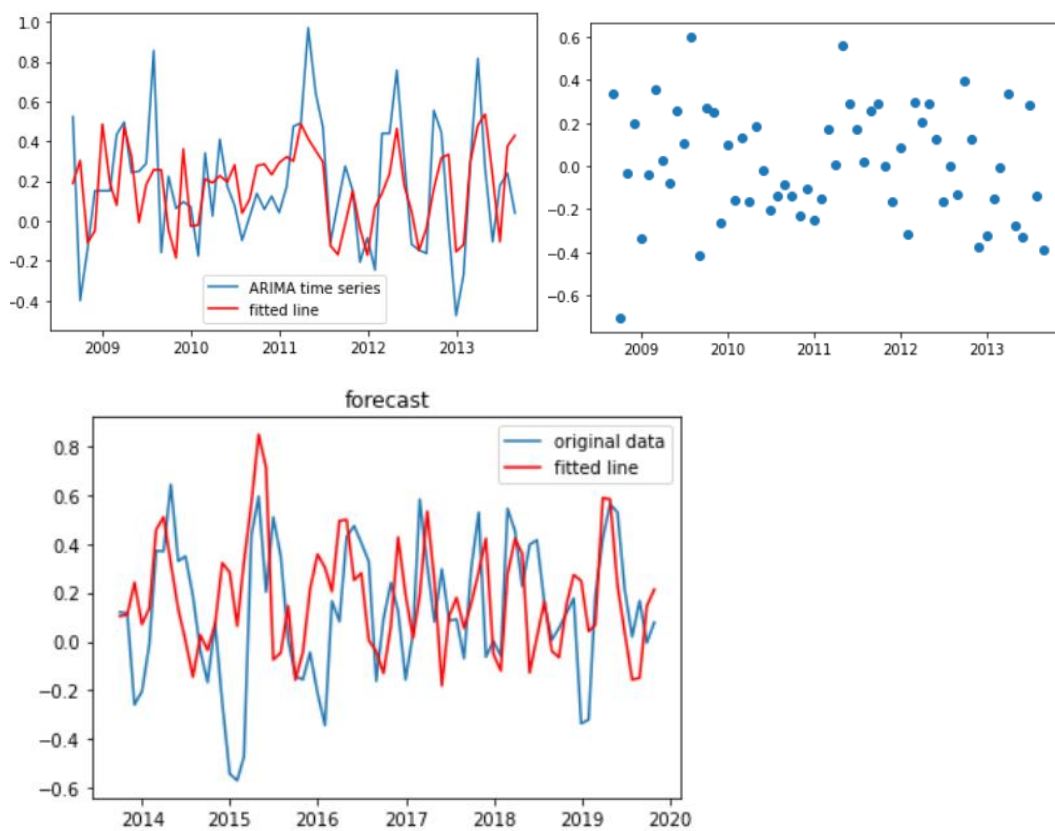 1.0
0.8
0.6
0.4
0.2
0.0
−0.2
−0.4
ARIMA time series
fitted line
2009 2010 2011 2012 2013
0.6
0.4
0.2
0.0
−0.2
−0.4
−0.6
2009 2010 2011 2012 2013
forecast
0.8
0.6
0.4
0.2
0.0
−0.2
−0.4
−0.6
original data
fitted line
2014 2015 2016 2017 2018 2019 2020